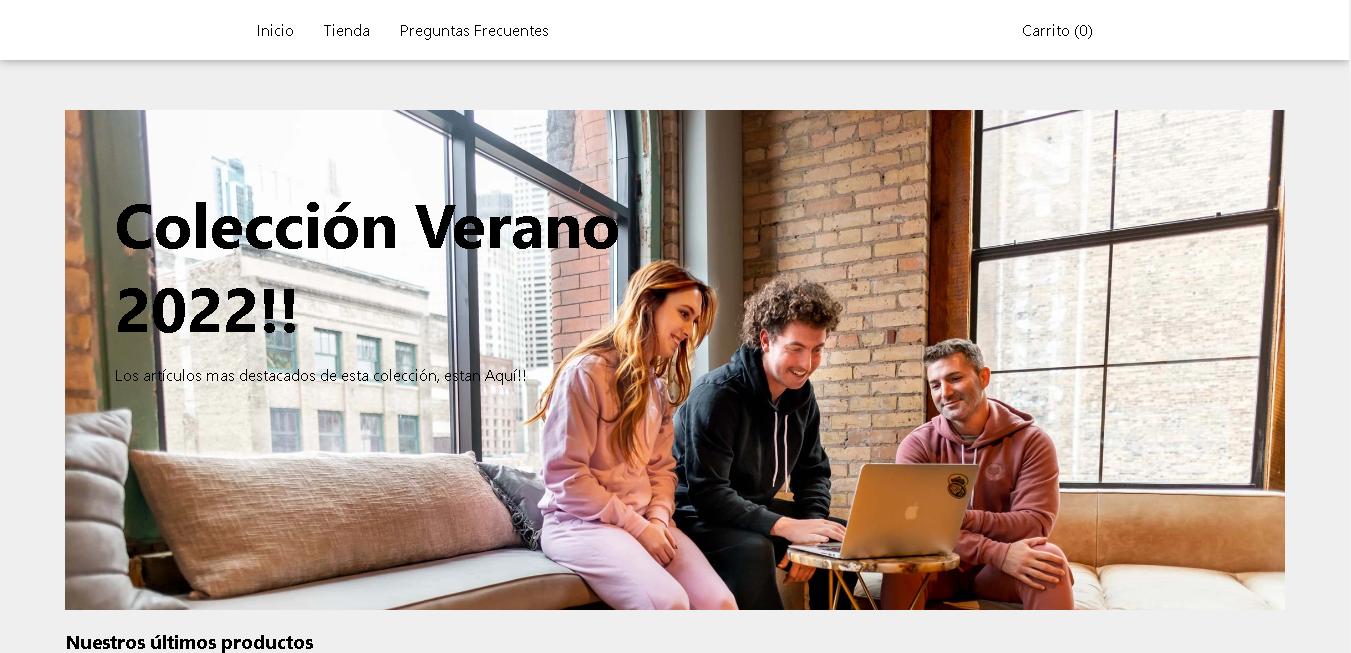 Inicio Tienda Preguntas Frecuentes Carrito (0)
Colección Verano
2022!!
Los artículos mas destacados de esta colección, estan Aquí!!
Nuestros últimos productos